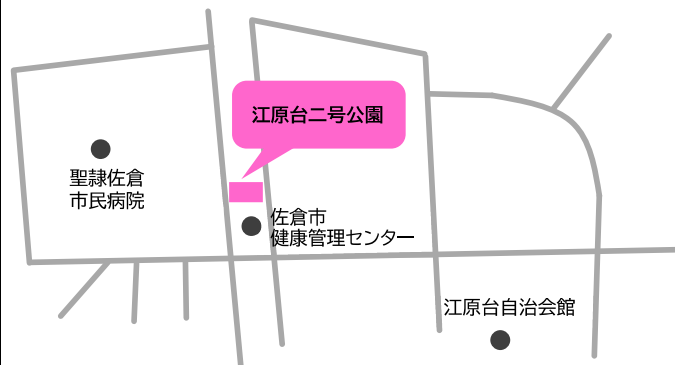 江原台二号公園
聖隷佐倉
市民病院
佐倉市
健康管理センター
江原台自治会館